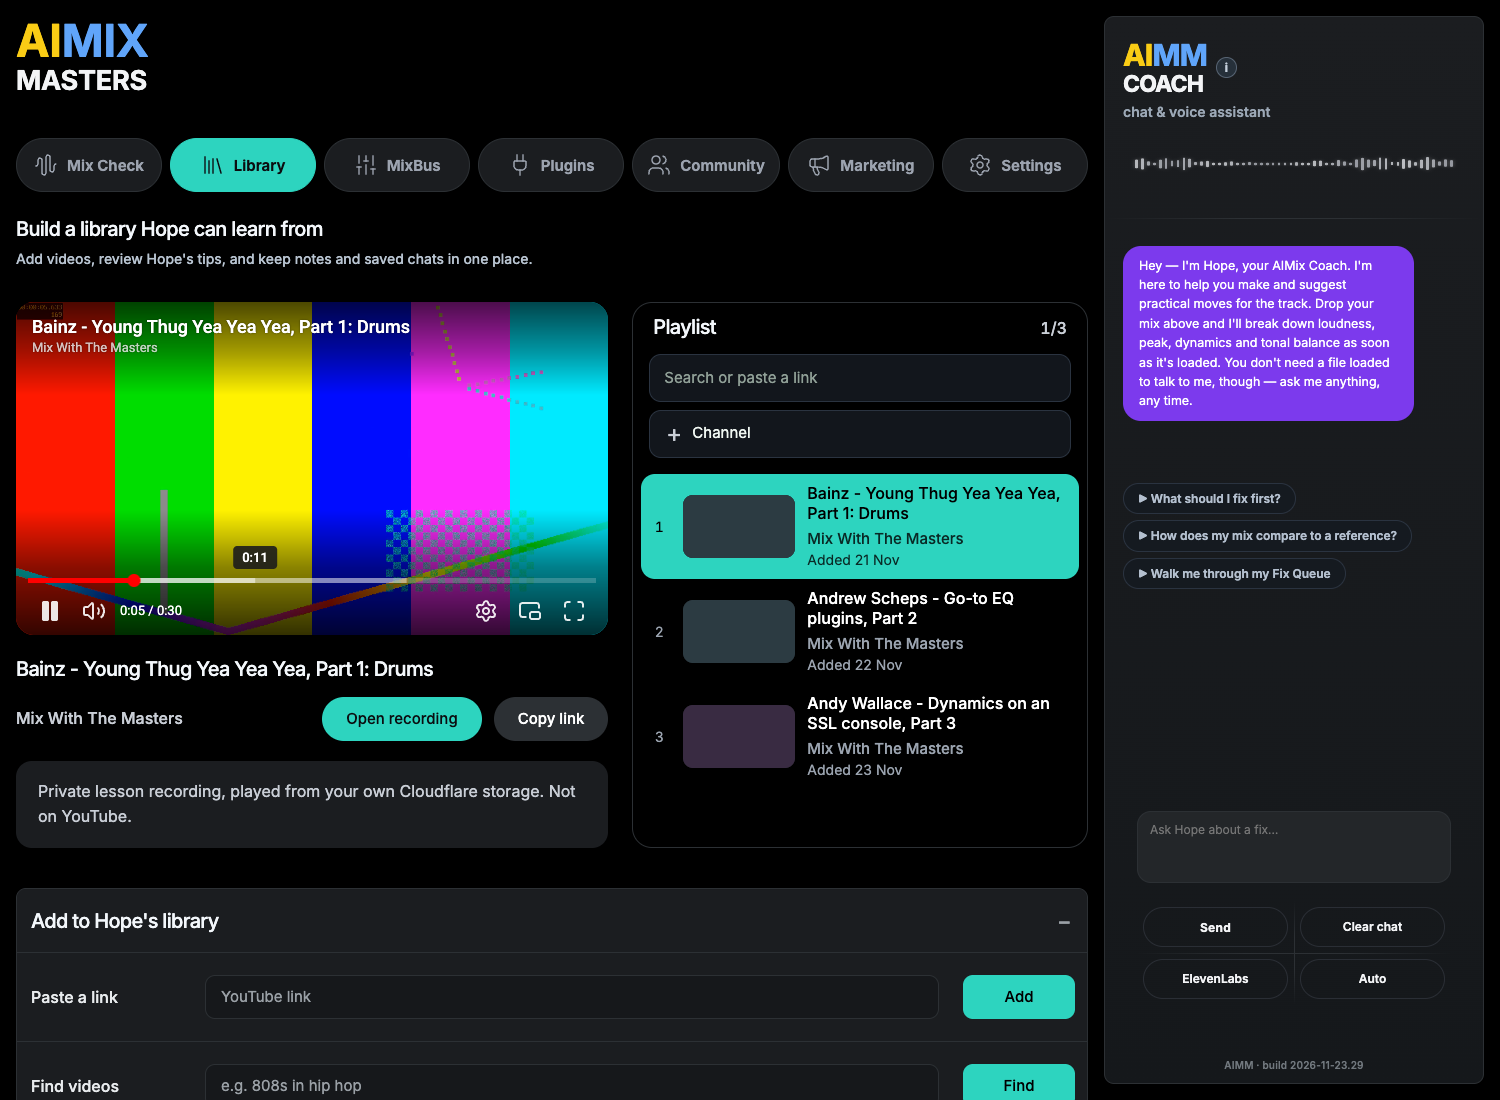 AIMIX
MASTERS
Mix Check
Library
MixBus
Plugins
Community
Marketing
Settings
Build a library Hope can learn from
Add videos, review Hope's tips, and keep notes and saved chats in one place.
Bainz - Young Thug Yea Yea Yea, Part 1: Drums
Mix With The Masters
0:11
0:05 / 0:30
Bainz - Young Thug Yea Yea Yea, Part 1: Drums
Mix With The Masters
Open recording
Copy link
Private lesson recording, played from your own Cloudflare storage. Not
on YouTube.
Playlist
1/3
Search or paste a link
+ Channel
1
Bainz - Young Thug Yea Yea Yea,
Part 1: Drums
Mix With The Masters
Added 21 Nov
2
Andrew Scheps - Go-to EQ
plugins, Part 2
Mix With The Masters
Added 22 Nov
3
Andy Wallace - Dynamics on an
SSL console, Part 3
Mix With The Masters
Added 23 Nov
Add to Hope's library
−
Paste a link
YouTube link
Add
Find videos
e.g. 808s in hip hop
Find
AIMM
COACH
i
chat & voice assistant
Hey — I'm Hope, your AIMix Coach. I'm
here to help you make and suggest
practical moves for the track. Drop your
mix above and I'll break down loudness,
peak, dynamics and tonal balance as soon
as it's loaded. You don't need a file loaded
to talk to me, though — ask me anything,
any time.
▶ What should I fix first?
▶ How does my mix compare to a reference?
▶ Walk me through my Fix Queue
Ask Hope about a fix...
Send
Clear chat
ElevenLabs
Auto
AIMM · build 2026-11-23.29